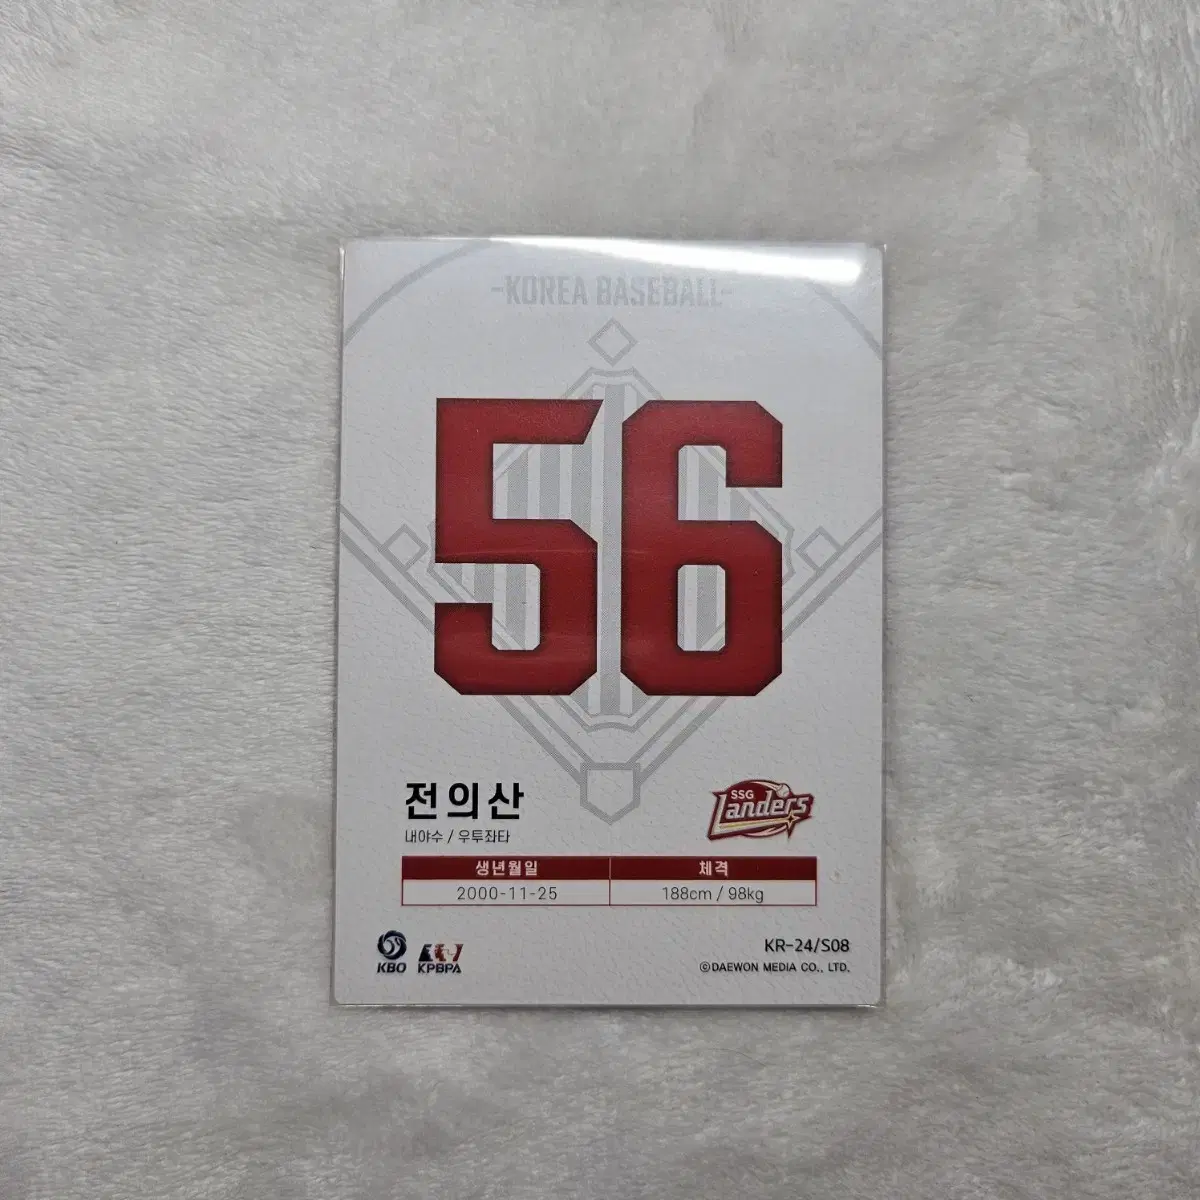 -KOREA BASEBALL-
56
전의산
내야수 / 우투좌타
SSG
Landers
생년월일 체격
2000-11-25 188cm / 98kg
KBO KPBPA
KR-24/S08
©DAEWON MEDIA CO., LTD.